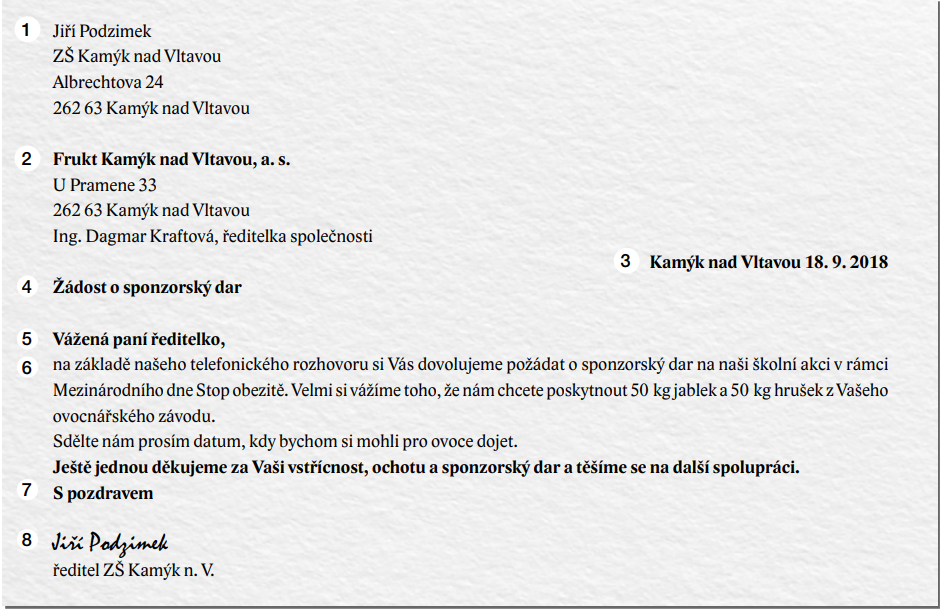 1 Jiří Podzimek
ZŠ Kamýk nad Vltavou
Albrechtova 24
262 63 Kamýk nad Vltavou
2 Frukt Kamýk nad Vltavou, a. s.
U Pramene 33
262 63 Kamýk nad Vltavou
Ing. Dagmar Kraftová, ředitelka společnosti
3 Kamýk nad Vltavou 18. 9. 2018
4 Žádost o sponzorský dar
5 Vážená paní ředitelko,
6 na základě našeho telefonického rozhovoru si Vás dovolujeme požádat o sponzorský dar na naši školní akci v rámci
Mezinárodního dne Stop obezitě. Velmi si vážíme toho, že nám chcete poskytnout 50 kg jablek a 50 kg hrušek z Vašeho
ovocnářského závodu.
Sdělte nám prosím datum, kdy bychom si mohli pro ovoce dojet.
Ještě jednou děkujeme za Vaši vstřícnost, ochotu a sponzorský dar a těšíme se na další spolupráci.
7 S pozdravem
8 Jiří Podzimek
ředitel ZŠ Kamýk n. V.